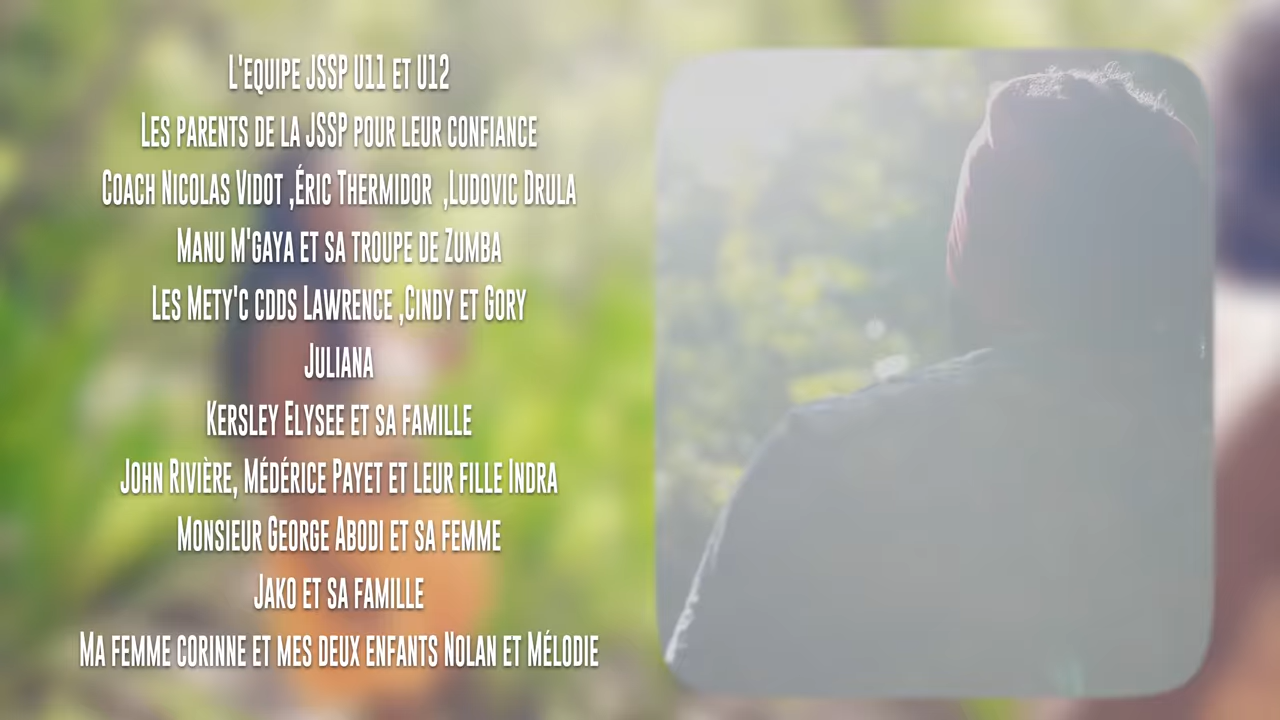 L'equipe JSSP U11 et U12
Les parents de la JSSP pour leur confiance
Coach Nicolas Vidot ,Éric Thermidor ,Ludovic Drula
Manu M'gaya et sa troupe de Zumba
Les Mety'c cdds Lawrence ,Cindy et Gory
Juliana
Kersley Elysee et sa famille
John Rivière, Médérice Payet et leur fille Indra
Monsieur George Abodi et sa femme
Jako et sa famille
Ma femme corinne et mes deux enfants Nolan et Mélodie